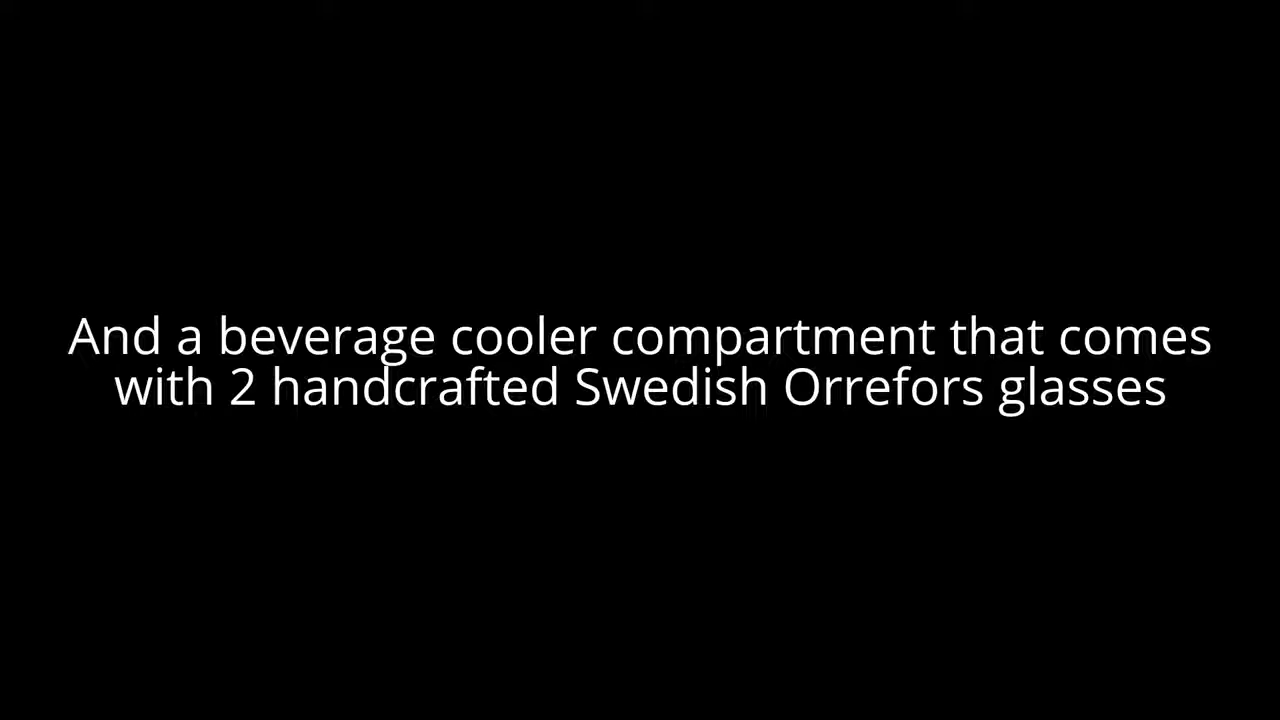 And a beverage cooler compartment that comes
with 2 handcrafted Swedish Orrefors glasses